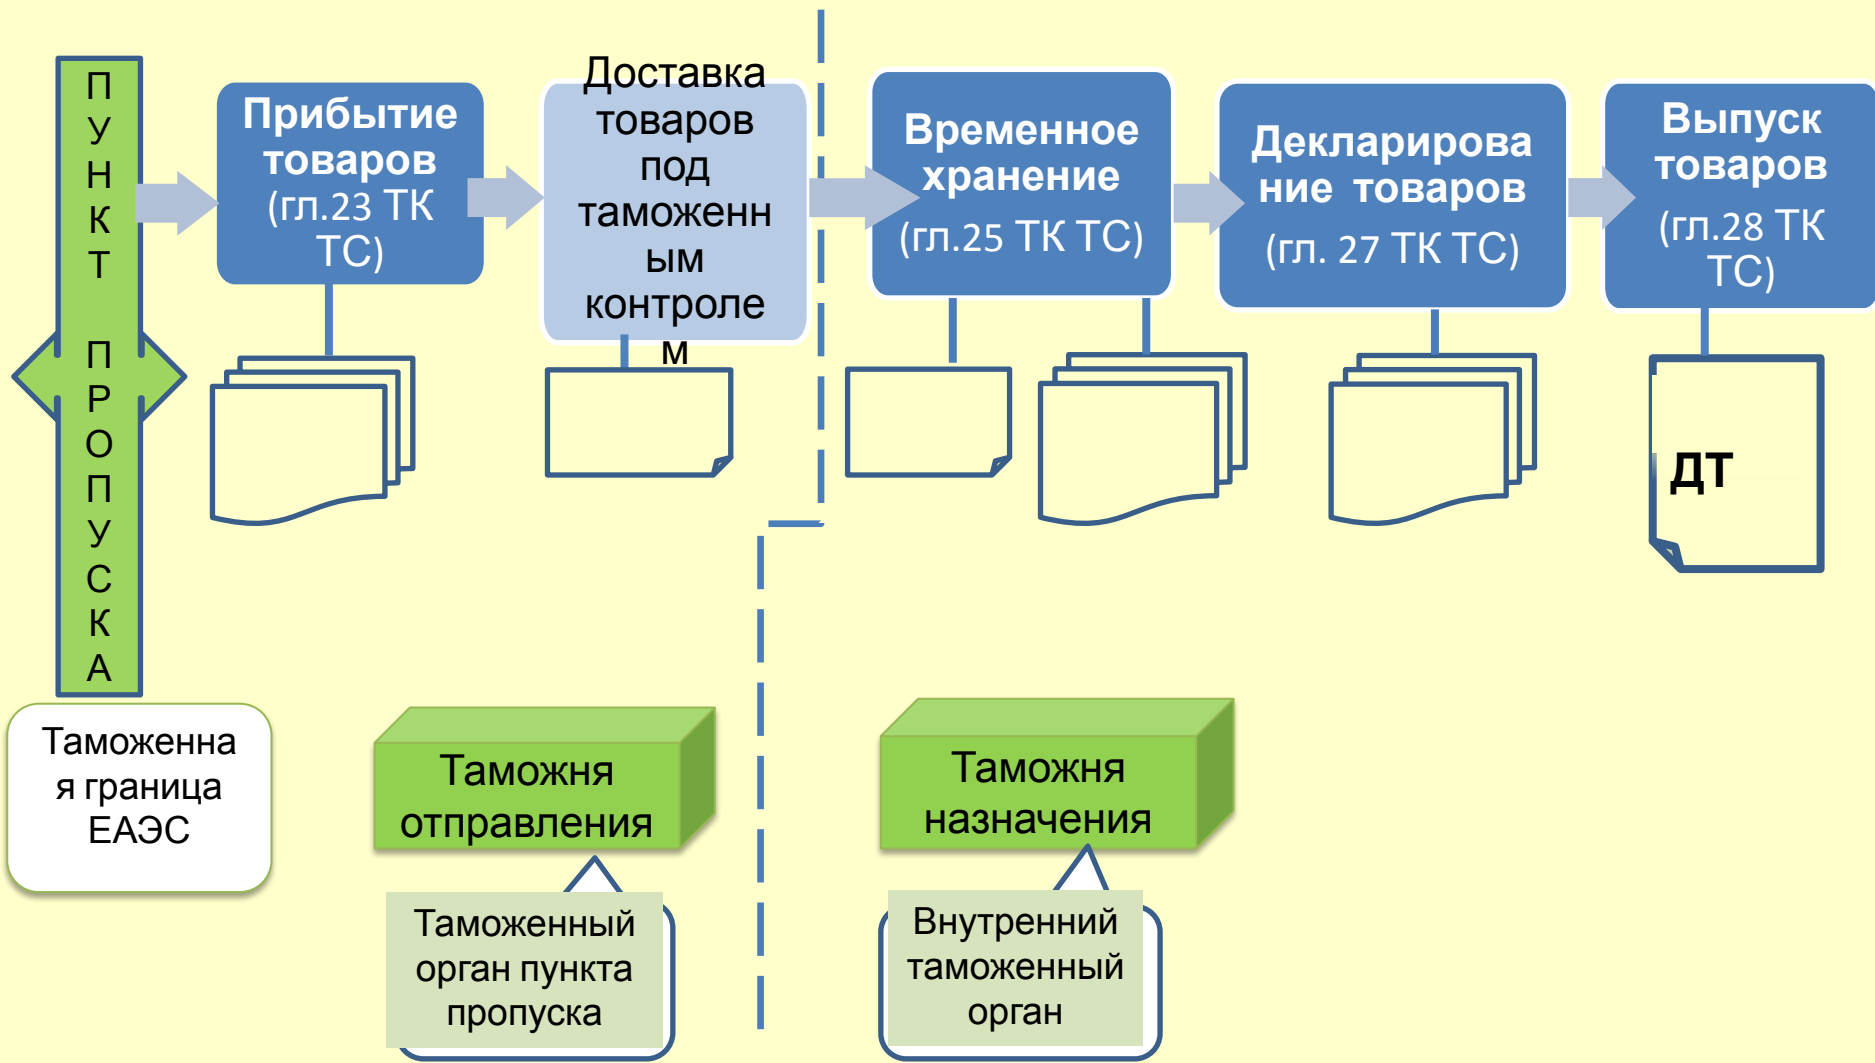 ПУНКТ ПРОПУСКА
Прибытие
товаров
(гл.23 ТК
ТС)
Доставка
товаров
под
таможенн
ым
контроле
м
Временное
хранение
(гл.25 ТК ТС)
Декларирова
ние товаров
(гл. 27 ТК ТС)
Выпуск
товаров
(гл.28 ТК
ТС)
ДТ
Таможенна
я граница
ЕАЭС
Таможня
отправления
Таможенный
орган пункта
пропуска
Таможня
назначения
Внутренний
таможенный
орган